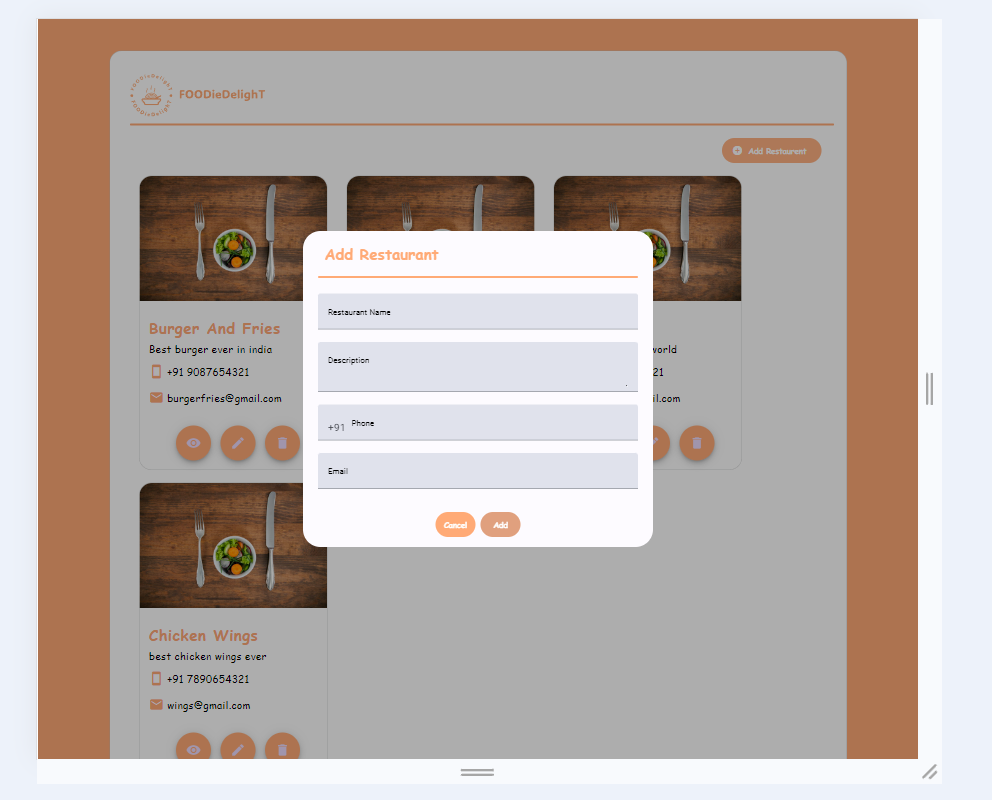 FOODieDelighT
Add Restaurant
Add Restaurant
Restaurant Name
Description
+91 Phone
Email
Cancel Add
Burger And Fries
Best burger ever in india
+91 9087654321
burgerfries@gmail.com
world
21
il.com
Chicken Wings
best chicken wings ever
+91 7890654321
wings@gmail.com